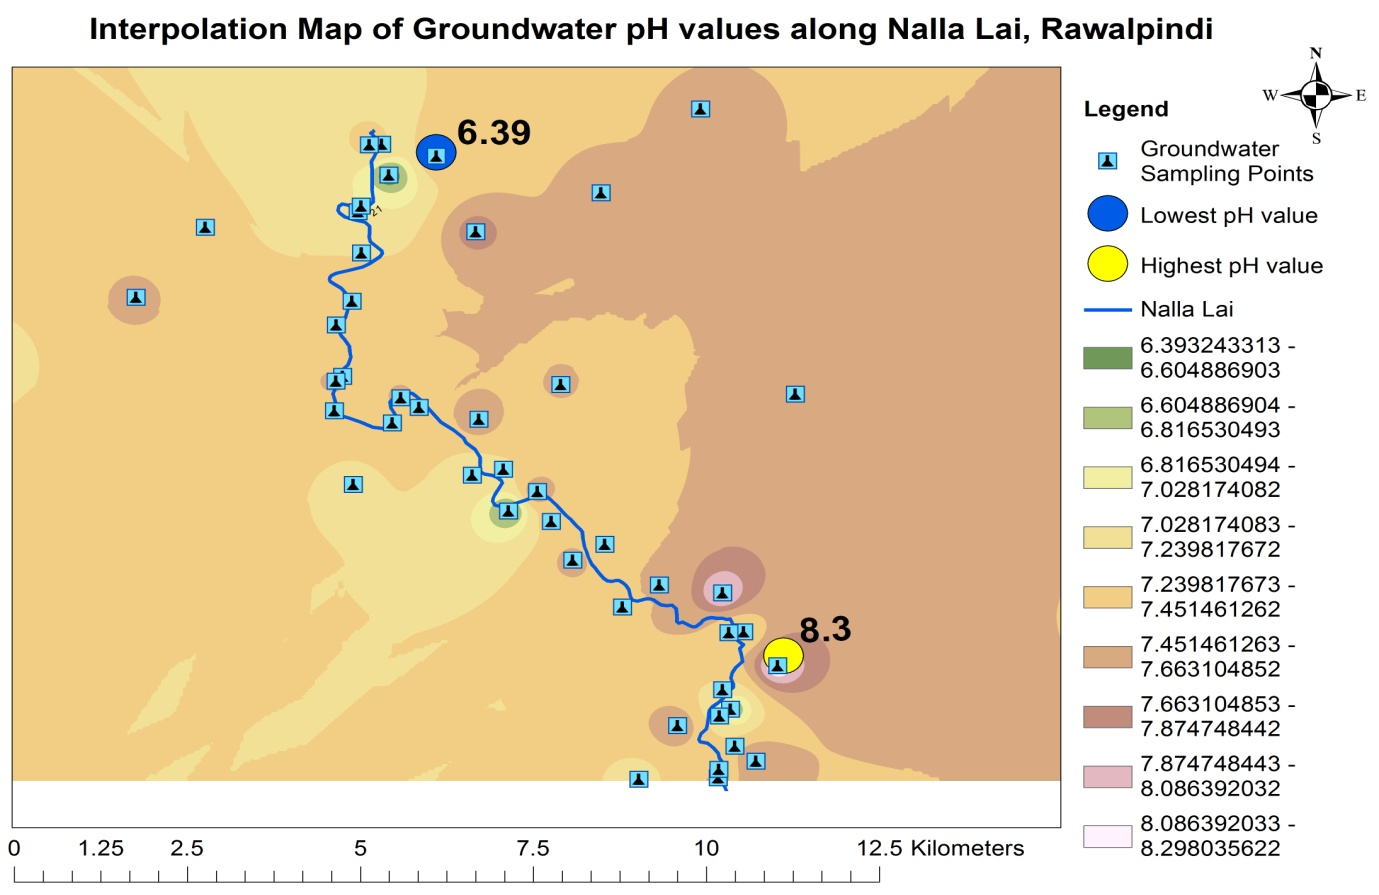 Interpolation Map of Groundwater pH values along Nalla Lai, Rawalpindi
N
W
E
S
6.39
21
8.3
Legend
Groundwater
Sampling Points
Lowest pH value
Highest pH value
Nalla Lai
6.393243313 -
6.604886903
6.604886904 -
6.816530493
6.816530494 -
7.028174082
7.028174083 -
7.239817672
7.239817673 -
7.451461262
7.451461263 -
7.663104852
7.663104853 -
7.874748442
7.874748443 -
8.086392032
8.086392033 -
8.298035622
0 1.25 2.5 5 7.5 10 12.5 Kilometers